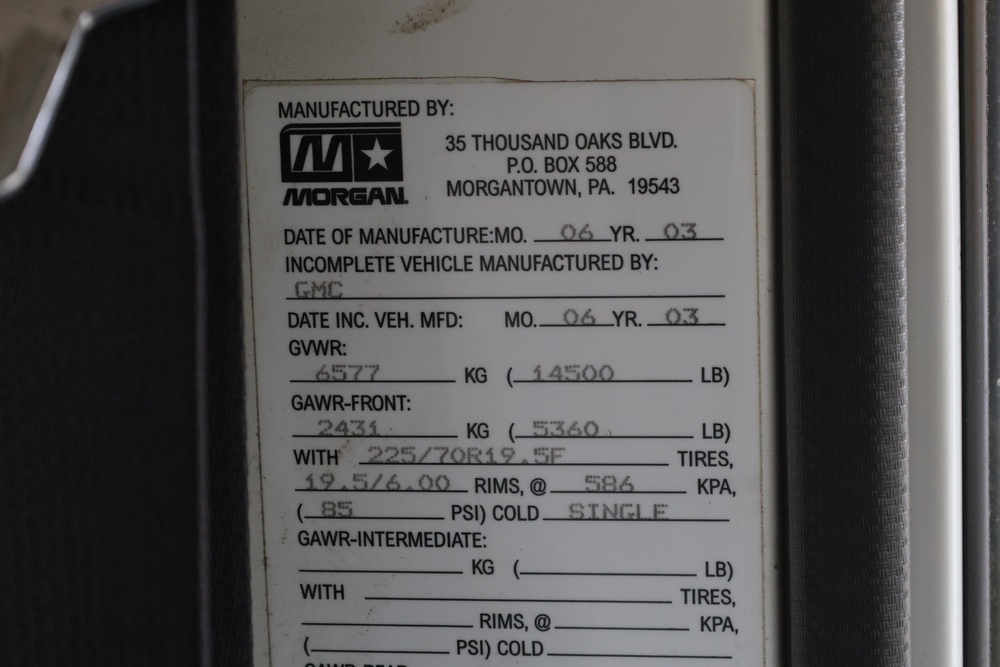 MANUFACTURED BY:
MORGAN.
35 THOUSAND OAKS BLVD.
P.O. BOX 588
MORGANTOWN, PA. 19543
DATE OF MANUFACTURE:MO. 06 YR. 03
INCOMPLETE VEHICLE MANUFACTURED BY:
GMC
DATE INC. VEH. MFD: MO. 06 YR. 03
GVWR:
6577 KG (14500 LB)
GAWR-FRONT:
2431 KG (5360 LB)
WITH 225/70R19.5F TIRES,
19.5/6.00 RIMS, @ 586 KPA,
(85 PSI) COLD SINGLE
GAWR-INTERMEDIATE:
KG ( LB)
WITH TIRES,
RIMS, @ KPA,
( PSI) COLD
GAWR-REAR